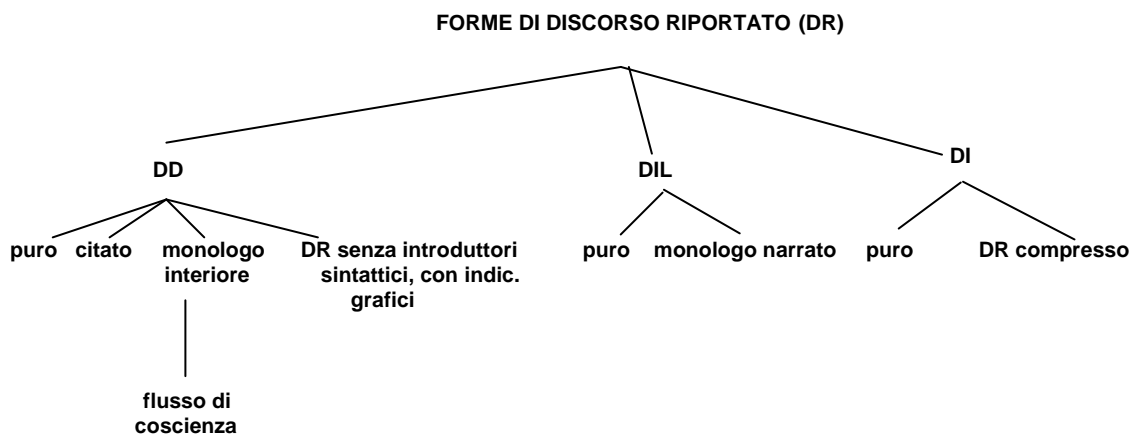 FORME DI DISCORSO RIPORTATO (DR)
DD DIL DI
puro citato monologo interiore DR senza introduttori sintattici, con indic. grafici puro monologo narrato puro DR compresso
flusso di
coscienza